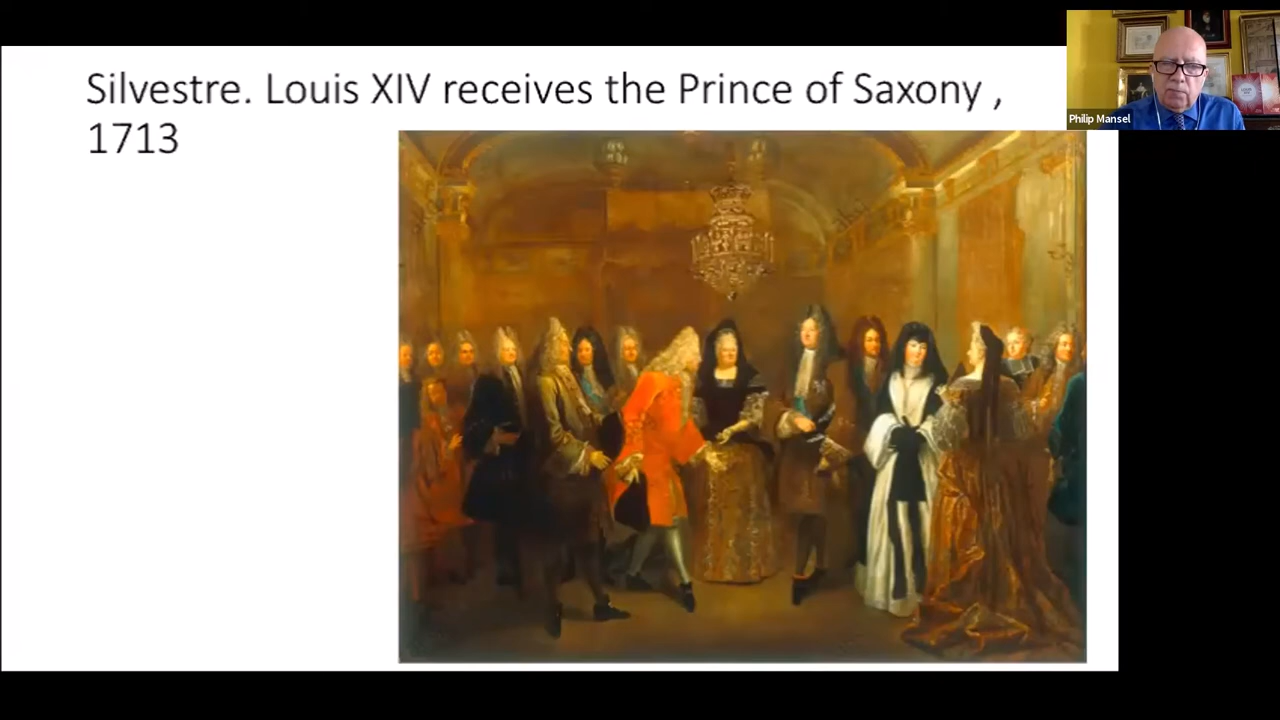 Silvestre. Louis XIV receives the Prince of Saxony ,
1713
Philip Mansel